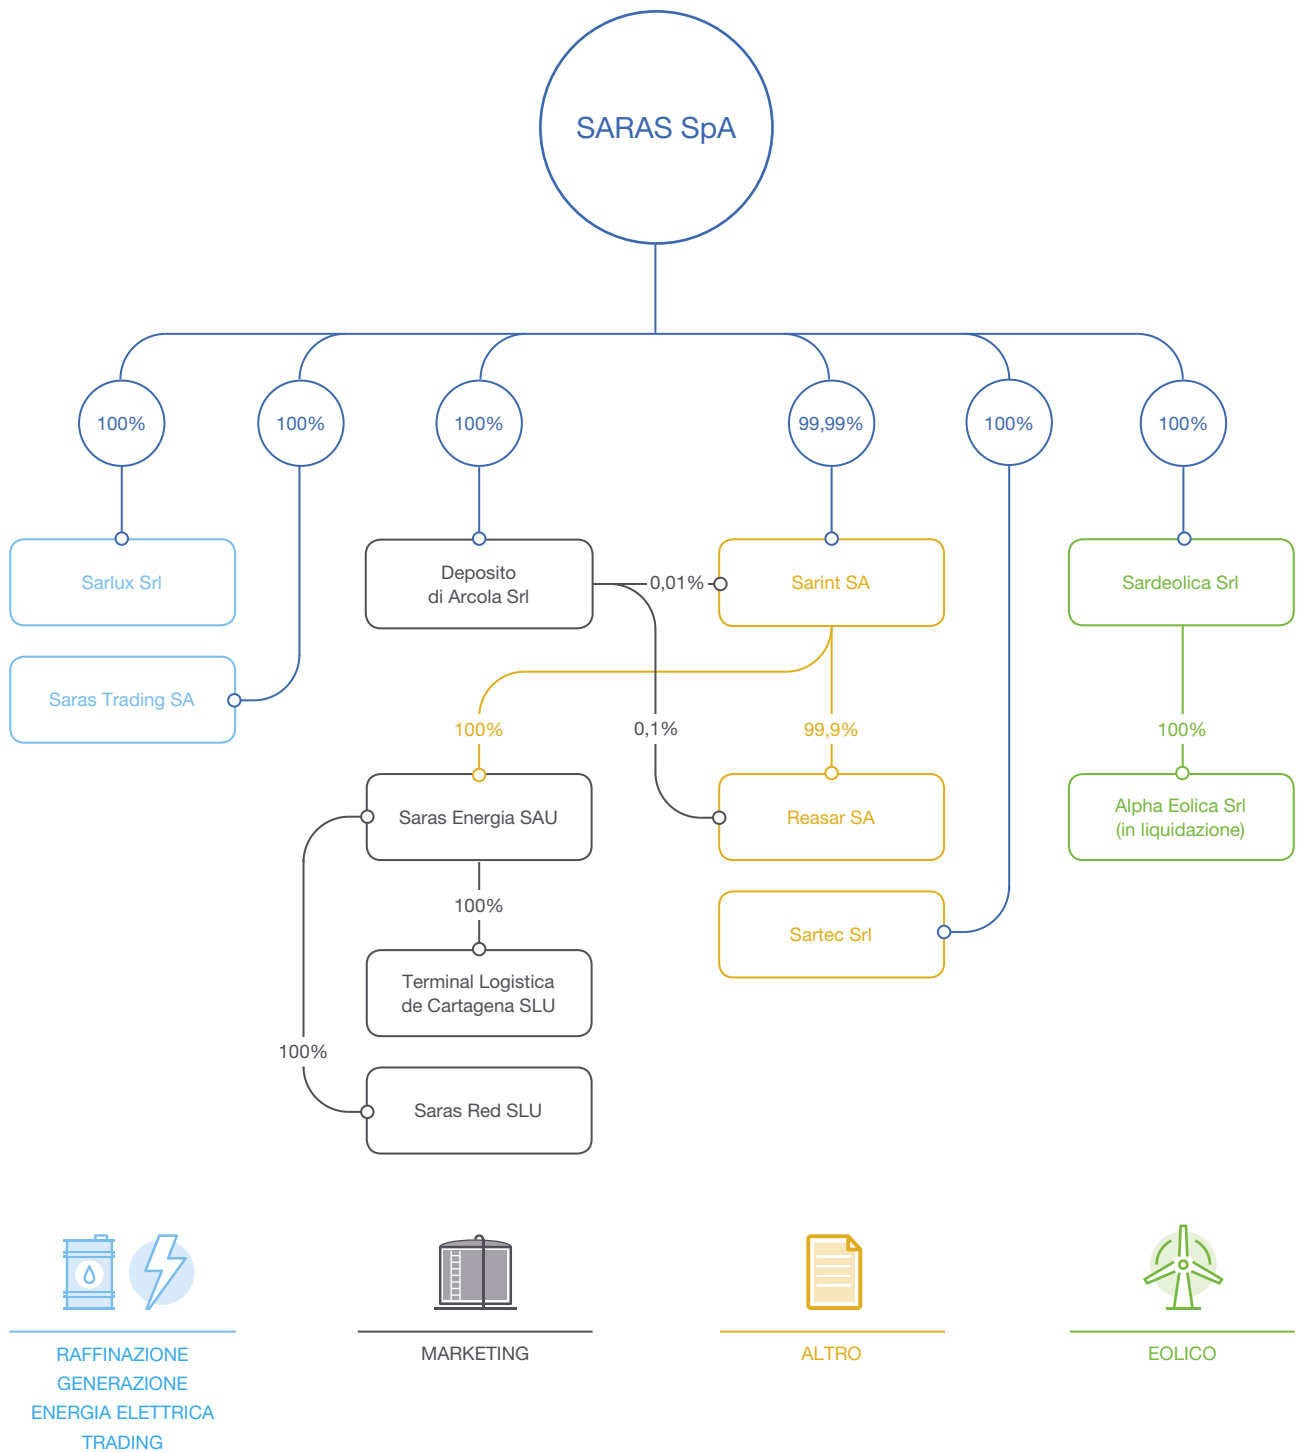 SARAS SpA
100%
100%
100%
99,99%
100%
100%
Sarlux Srl
Deposito
di Arcola Srl
0,01%
Sarint SA
Sardeolica Srl
Saras Trading SA
100%
0,1%
99,9%
100%
Saras Energia SAU
Reasar SA
Alpha Eolica Srl
(in liquidazione)
100%
Sartec Srl
Terminal Logistica
de Cartagena SLU
100%
Saras Red SLU
RAFFINAZIONE
GENERAZIONE
ENERGIA ELETTRICA
TRADING
MARKETING
ALTRO
EOLICO